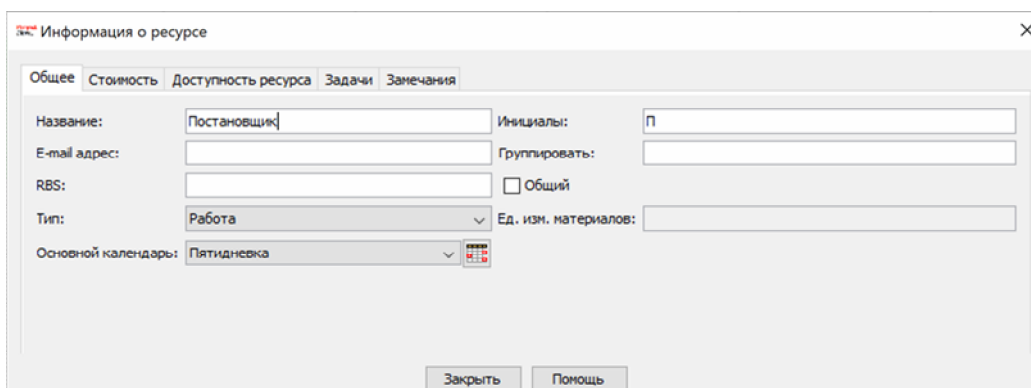 Информация о ресурсе
Общее Стоимость Доступность ресурса Задачи Замечания
Название: Постановщик Инициалы: П
E-mail адрес: Группировать:
RBS: Общий
Тип: Работа Ед. изм. материалов:
Основной календарь: Пятидневка
Закрыть Помощь